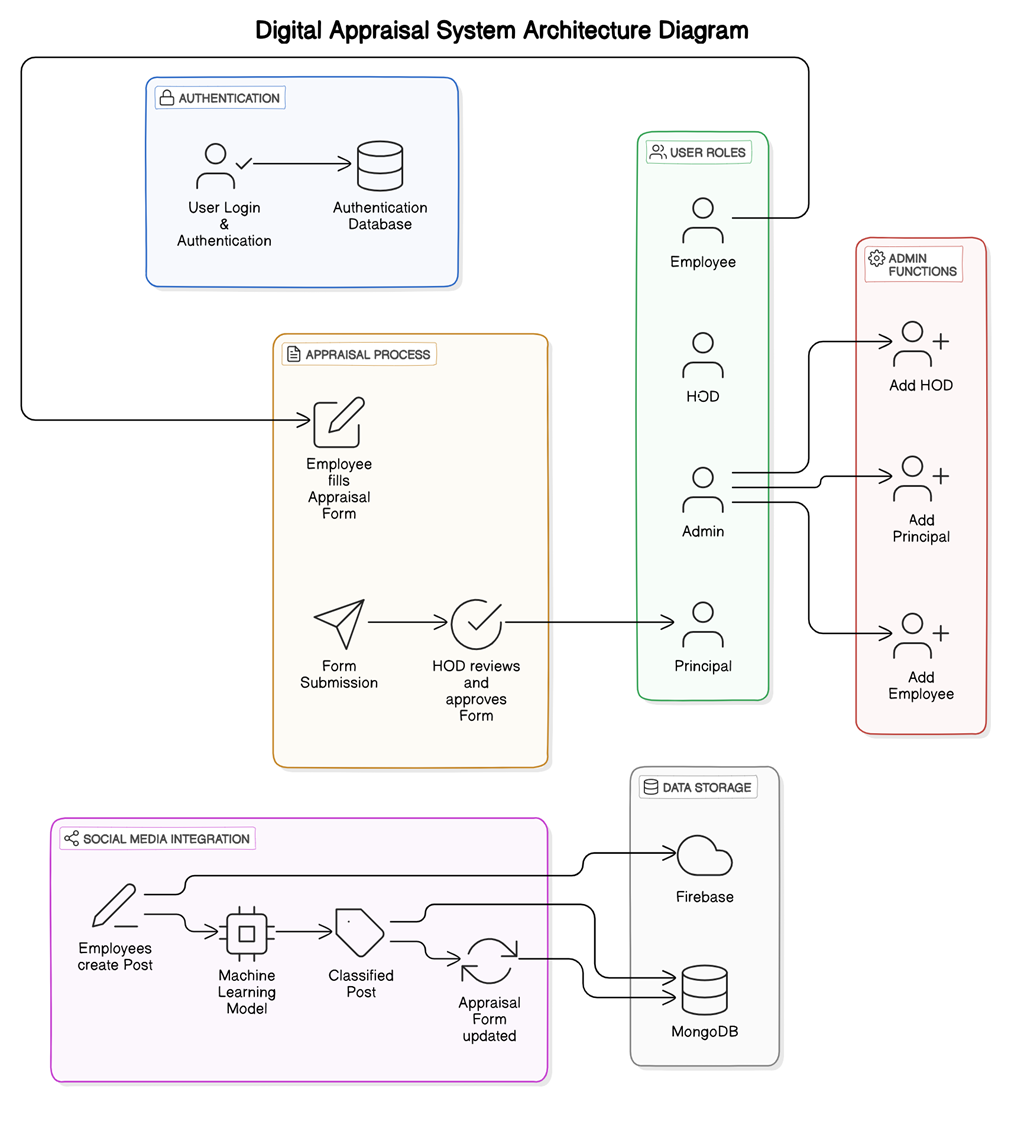 Digital Appraisal System Architecture Diagram
AUTHENTICATION
User Login
&
Authentication
Authentication
Database
USER ROLES
Employee
HOD
Admin
Principal
ADMIN
FUNCTIONS
Add HOD
Add
Principal
Add
Employee
APPRAISAL PROCESS
Employee
fills
Appraisal
Form
Form
Submission
HOD reviews
and
approves
Form
DATA STORAGE
Firebase
MongoDB
SOCIAL MEDIA INTEGRATION
Employees
create Post
Machine
Learning
Model
Classified
Post
Appraisal
Form
updated